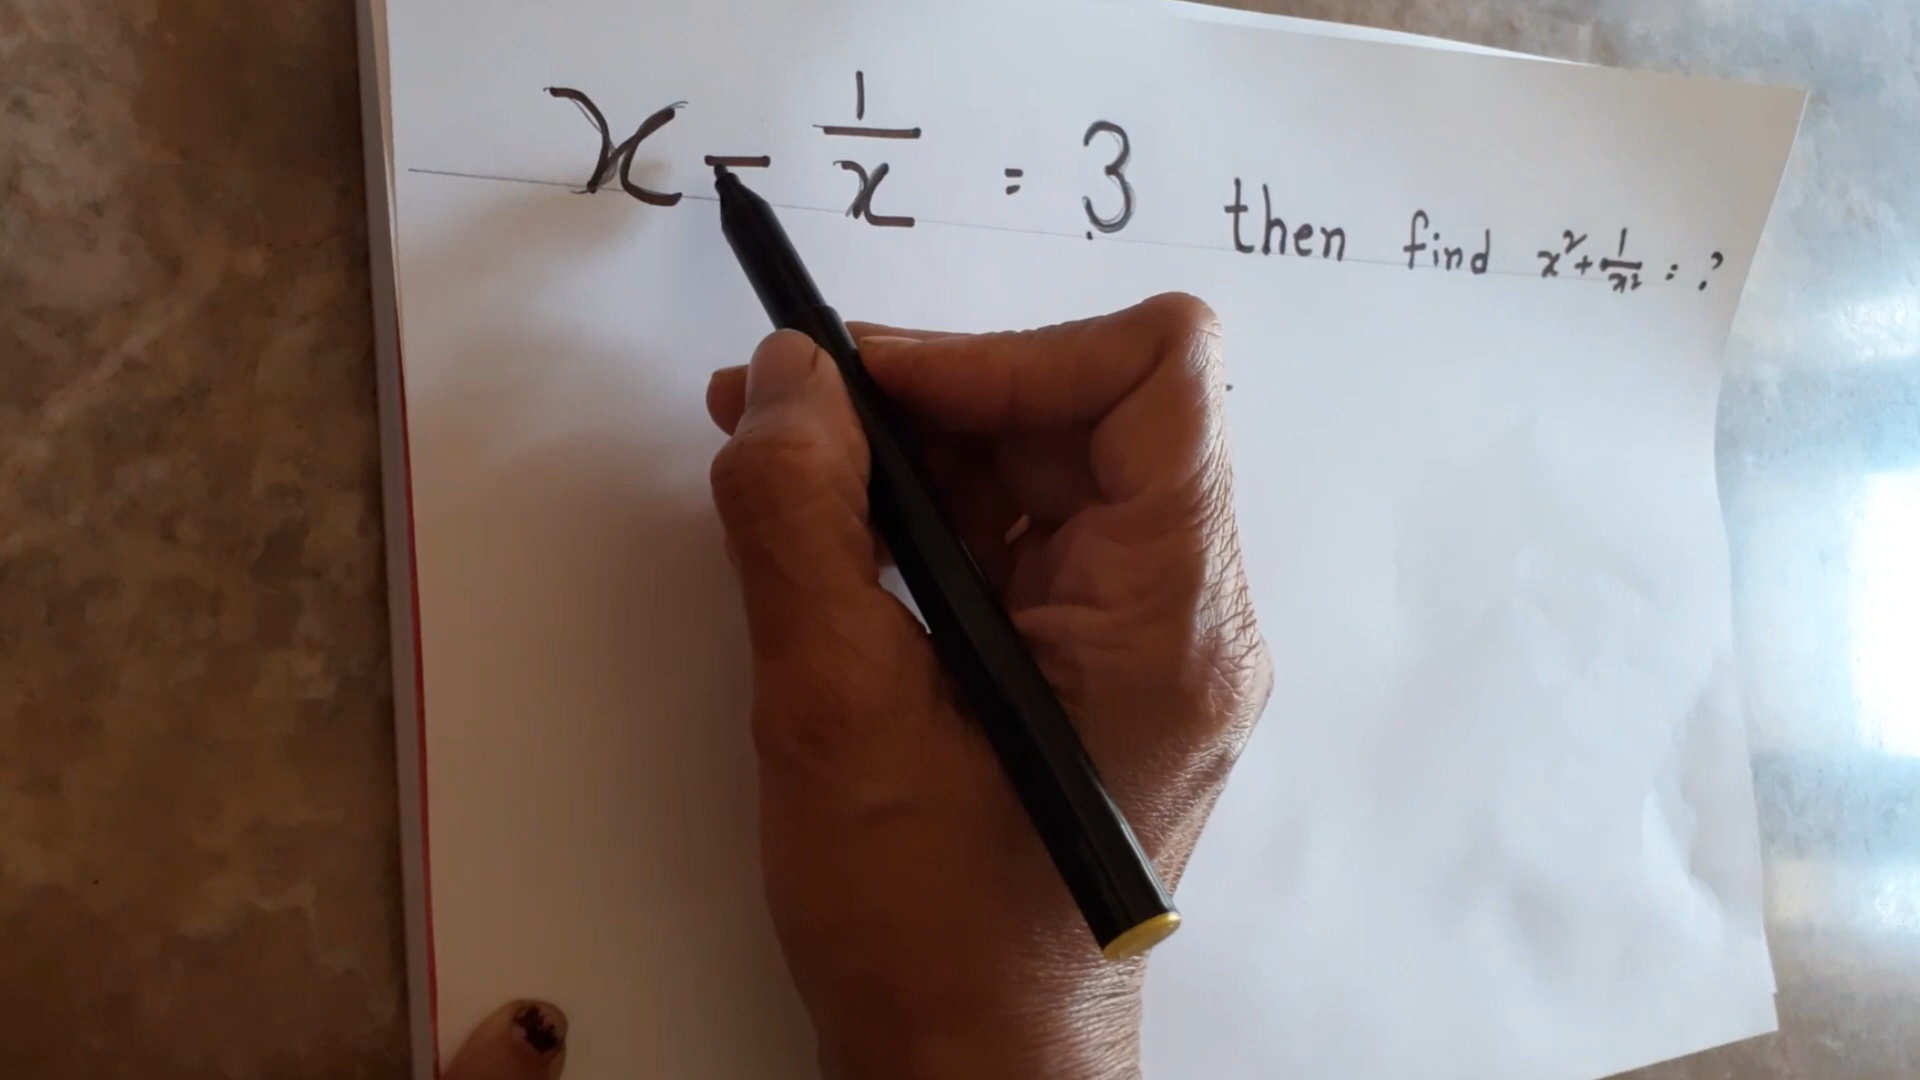 x - 1/x = 3 then find x² + 1/x² = ?